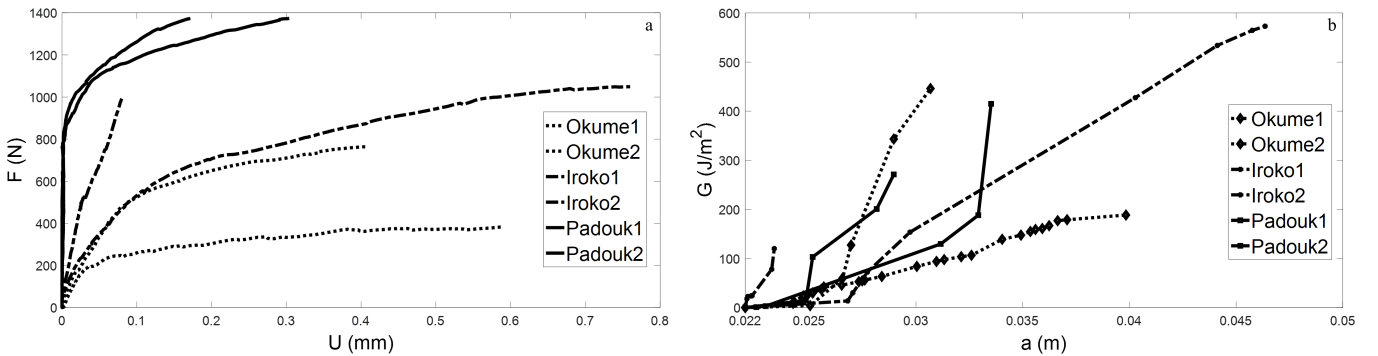 a
1400
1200
1000
800
600
400
200
0
F (N)
0 0.1 0.2 0.3 0.4 0.5 0.6 0.7 0.8
U (mm)
Okume1
Okume2
Iroko1
Iroko2
Padouk1
Padouk2
b
600
500
400
300
200
100
0
G (J/m2)
0.022 0.025 0.03 0.035 0.04 0.045 0.05
a (m)
Okume1
Okume2
Iroko1
Iroko2
Padouk1
Padouk2